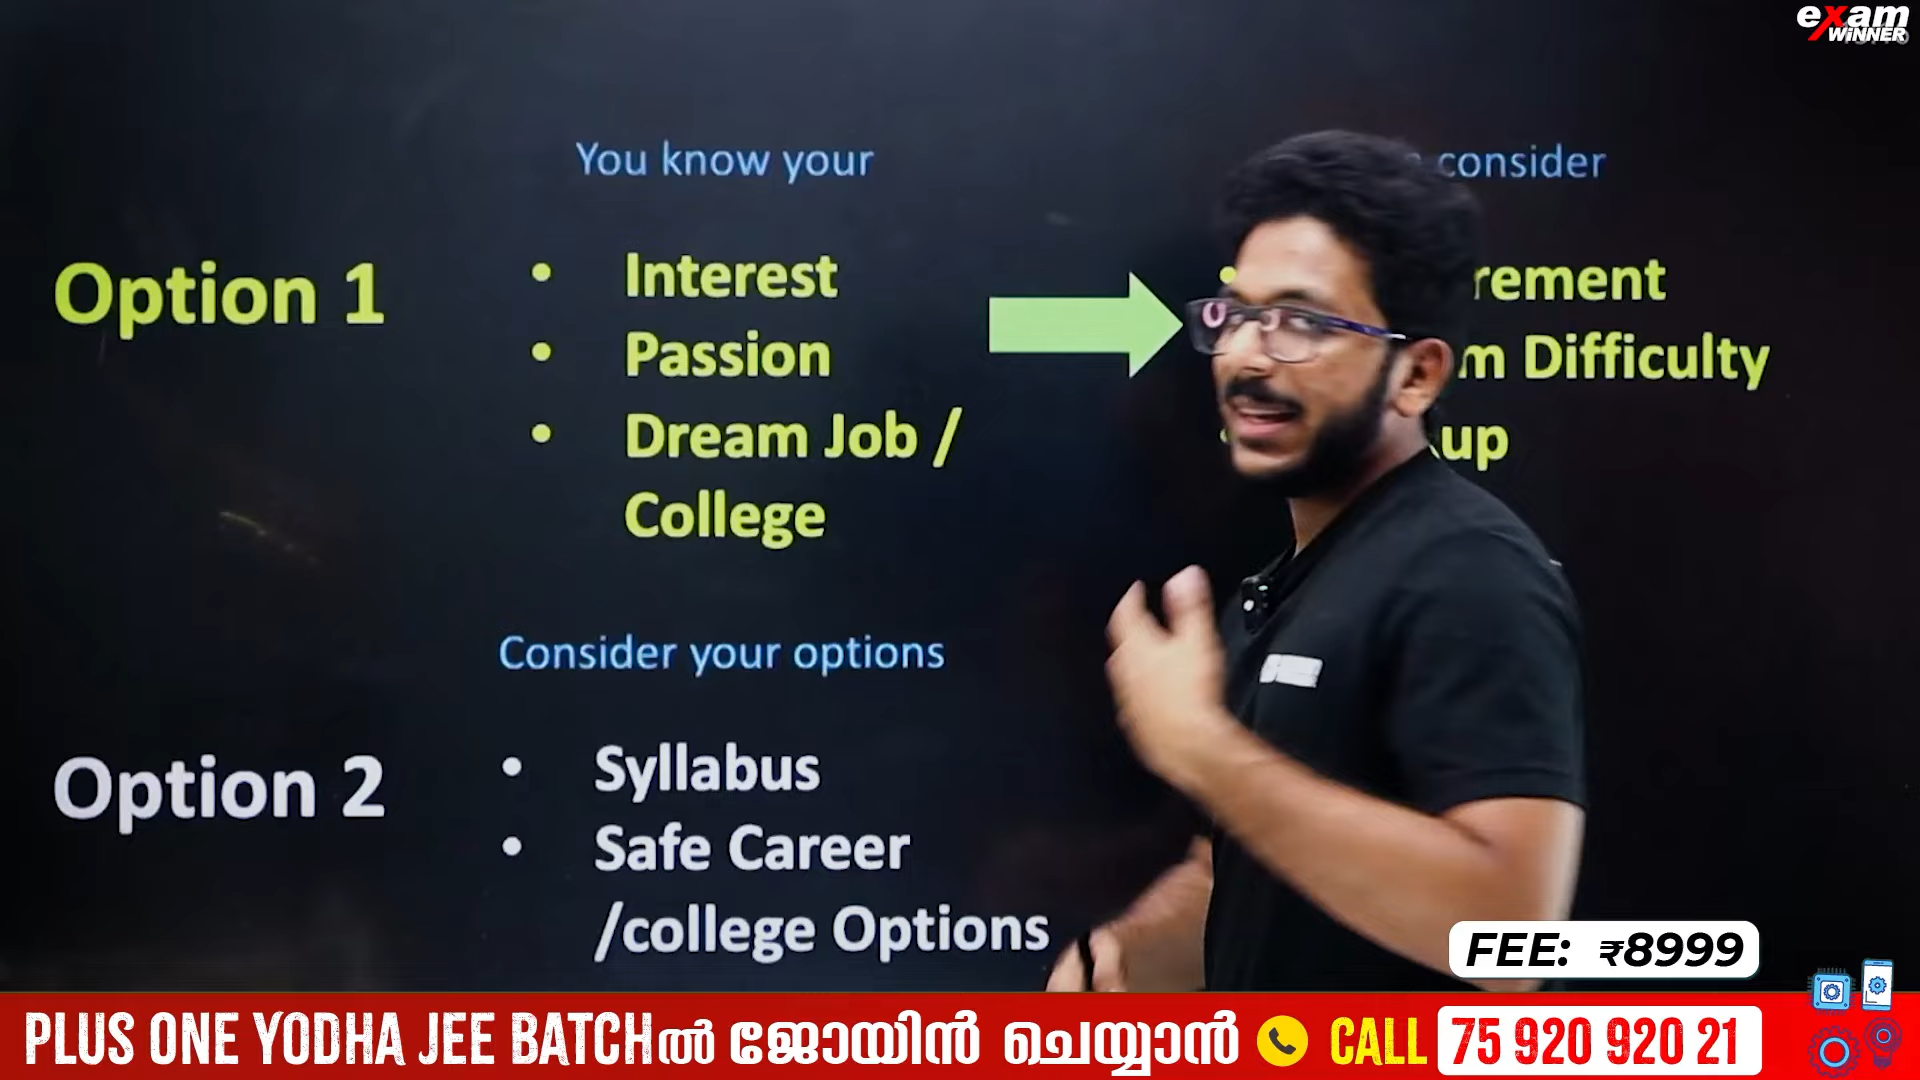 exam
WINNER
You know your
consider
Option 1
• Interest
• Passion
• Dream Job /
College
rement
m Difficulty
up
Consider your options
Option 2
• Syllabus
• Safe Career
/college Options
FEE: ₹8999
PLUS ONE YODHA JEE BATCHൽ ജോയിൻ ചെയ്യാൻ CALL 75 920 920 21